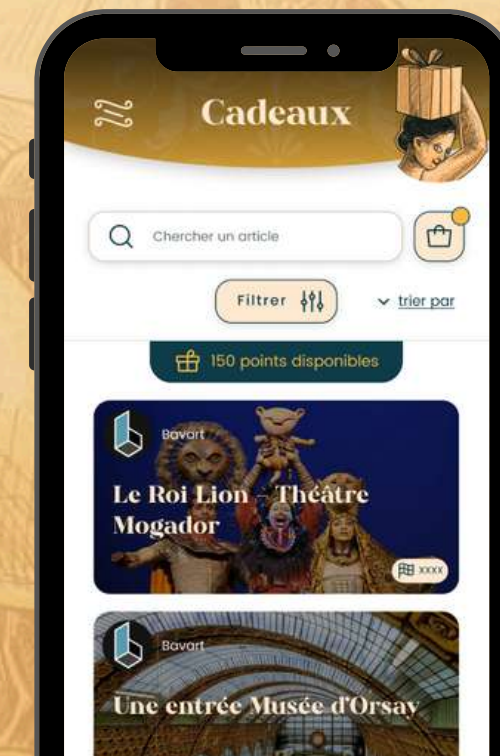 Cadeaux
Chercher un article
Filtrer
trier par
150 points disponibles
Bavart
Le Roi Lion – Théâtre
Mogador
xxxx
Bavart
Une entrée Musée d'Orsay